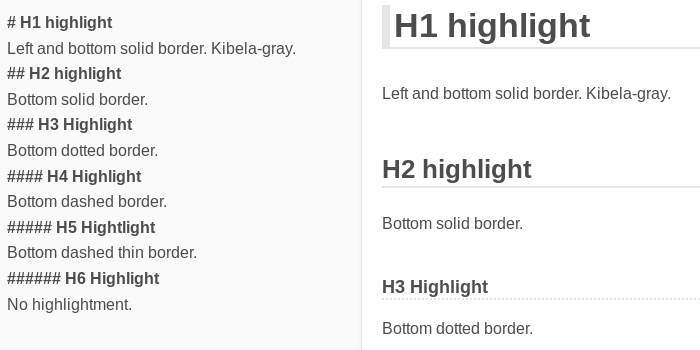 # H1 highlight
Left and bottom solid border. Kibela-gray.
## H2 highlight
Bottom solid border.
### H3 Highlight
Bottom dotted border.
#### H4 Highlight
Bottom dashed border.
##### H5 Hightlight
Bottom dashed thin border.
###### H6 Highlight
No highlightment.
H1 highlight
Left and bottom solid border. Kibela-gray.
H2 highlight
Bottom solid border.
H3 Highlight
Bottom dotted border.